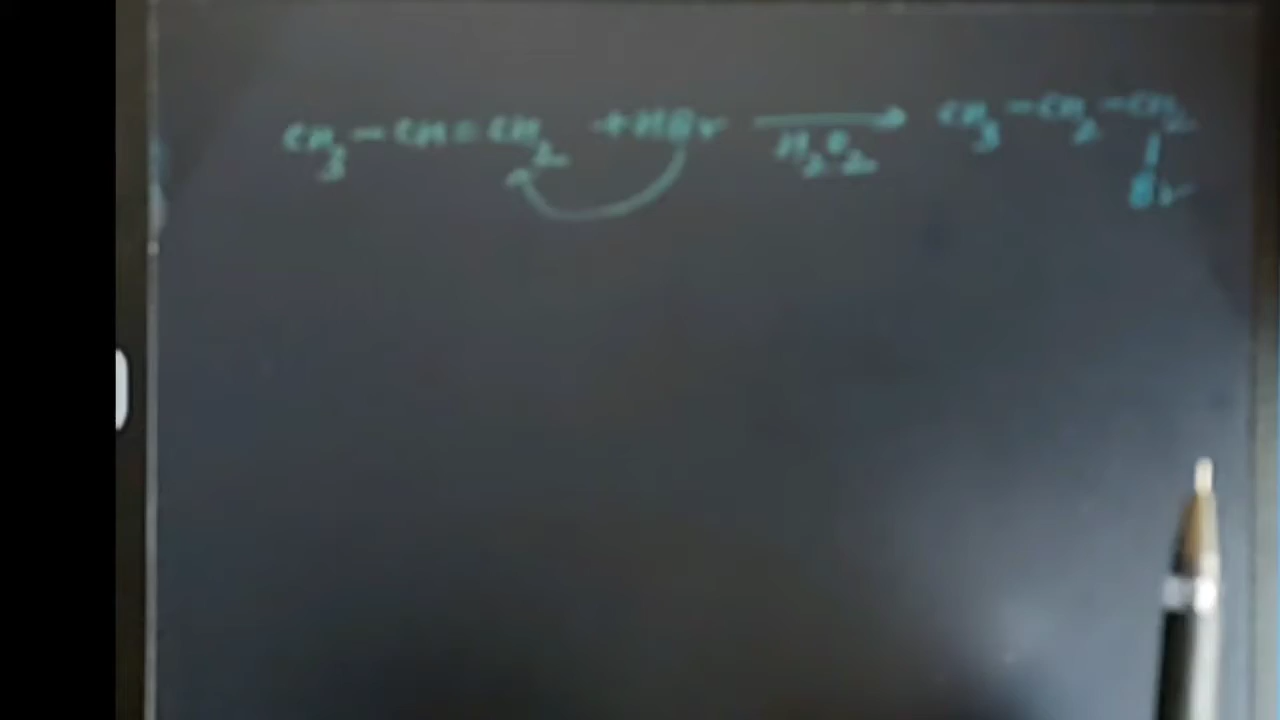 CH₃ - CH = CH₂ + HBr → CH₃ - CH₂ - CH₂
H₂O₂
|
Br